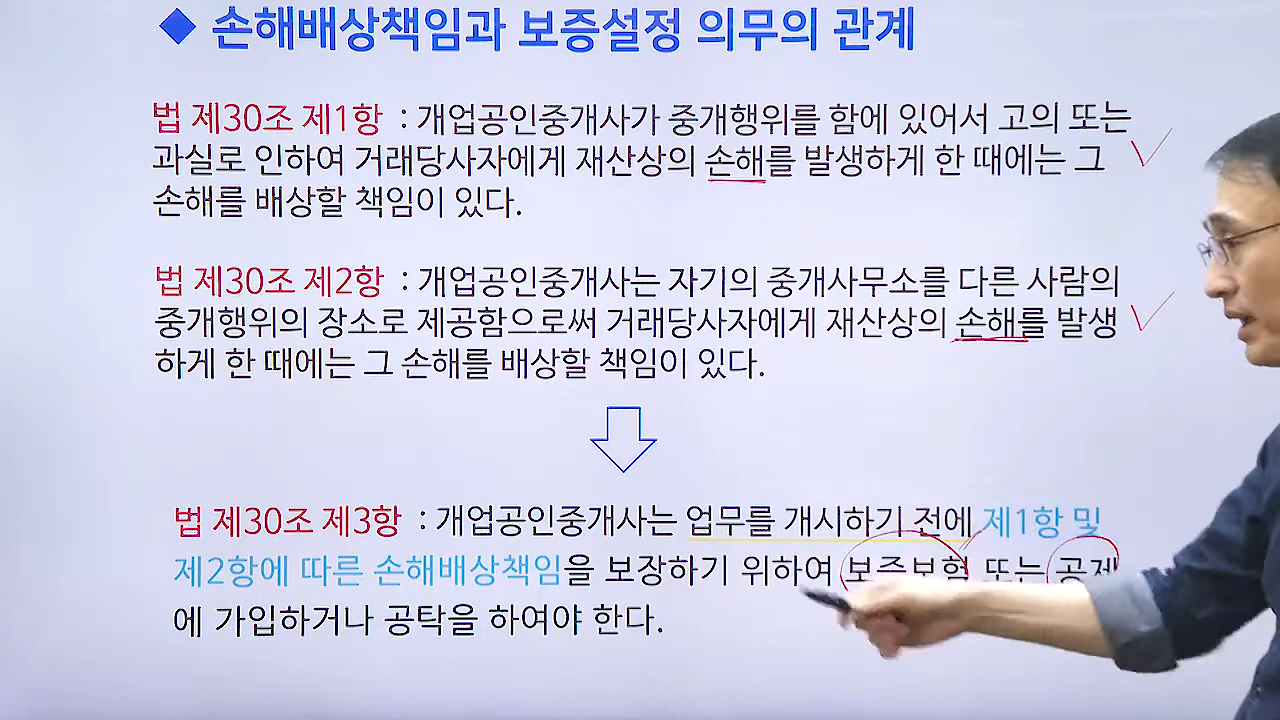 ◆ 손해배상책임과 보증설정 의무의 관계
법 제30조 제1항 : 개업공인중개사가 중개행위를 함에 있어서 고의 또는
과실로 인하여 거래당사자에게 재산상의 손해를 발생하게 한 때에는 그
손해를 배상할 책임이 있다.
법 제30조 제2항 : 개업공인중개사는 자기의 중개사무소를 다른 사람의
중개행위의 장소로 제공함으로써 거래당사자에게 재산상의 손해를 발생
하게 한 때에는 그 손해를 배상할 책임이 있다.
법 제30조 제3항 : 개업공인중개사는 업무를 개시하기 전에 제1항 및
제2항에 따른 손해배상책임을 보장하기 위하여 보증보험 또는 공제
에 가입하거나 공탁을 하여야 한다.